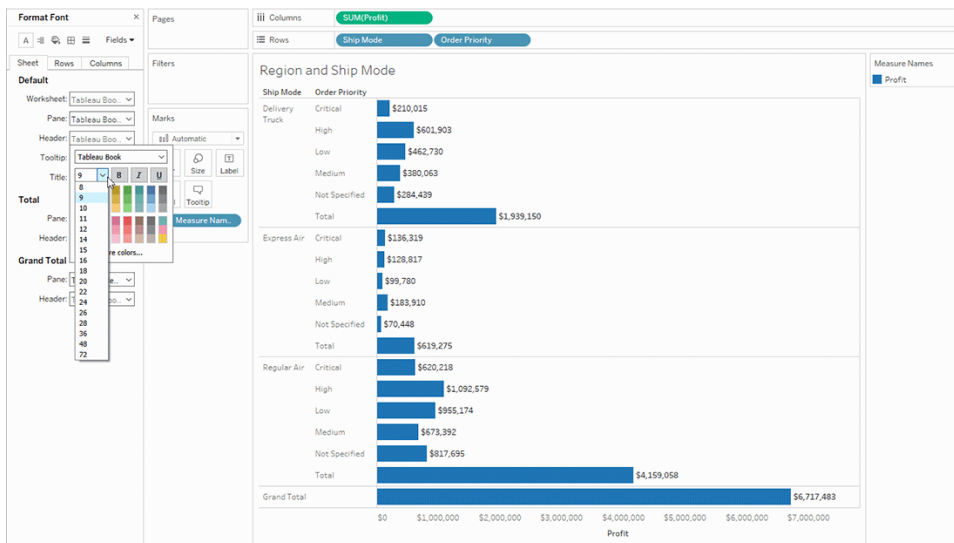 Format Font ×
Fields
Sheet Rows Columns
Default
Worksheet: Tableau Boo..
Pane: Tableau Boo..
Header: Tableau Boo..
Tooltip: Tableau Book
Title: 9 B I U
8
9
10
11
12
14
15
16
18
20
22
24
26
28
36
48
72
Total
Pane:
Header:
re colors...
Grand Total
Pane:
Header:
Pages
Filters
Marks
Automatic
Size Label
Tooltip
Measure Nam..
Columns SUM(Profit)
Rows Ship Mode Order Priority
Region and Ship Mode
Ship Mode Order Priority
Delivery Truck Critical $210,015
High $601,903
Low $462,730
Medium $380,063
Not Specified $284,439
Total $1,939,150
Express Air Critical $136,319
High $128,817
Low $99,780
Medium $183,910
Not Specified $70,448
Total $619,275
Regular Air Critical $620,218
High $1,092,579
Low $955,174
Medium $673,392
Not Specified $817,695
Total $4,159,058
Grand Total $6,717,483
$0 $1,000,000 $2,000,000 $3,000,000 $4,000,000 $5,000,000 $6,000,000 $7,000,000
Profit
Measure Names
Profit